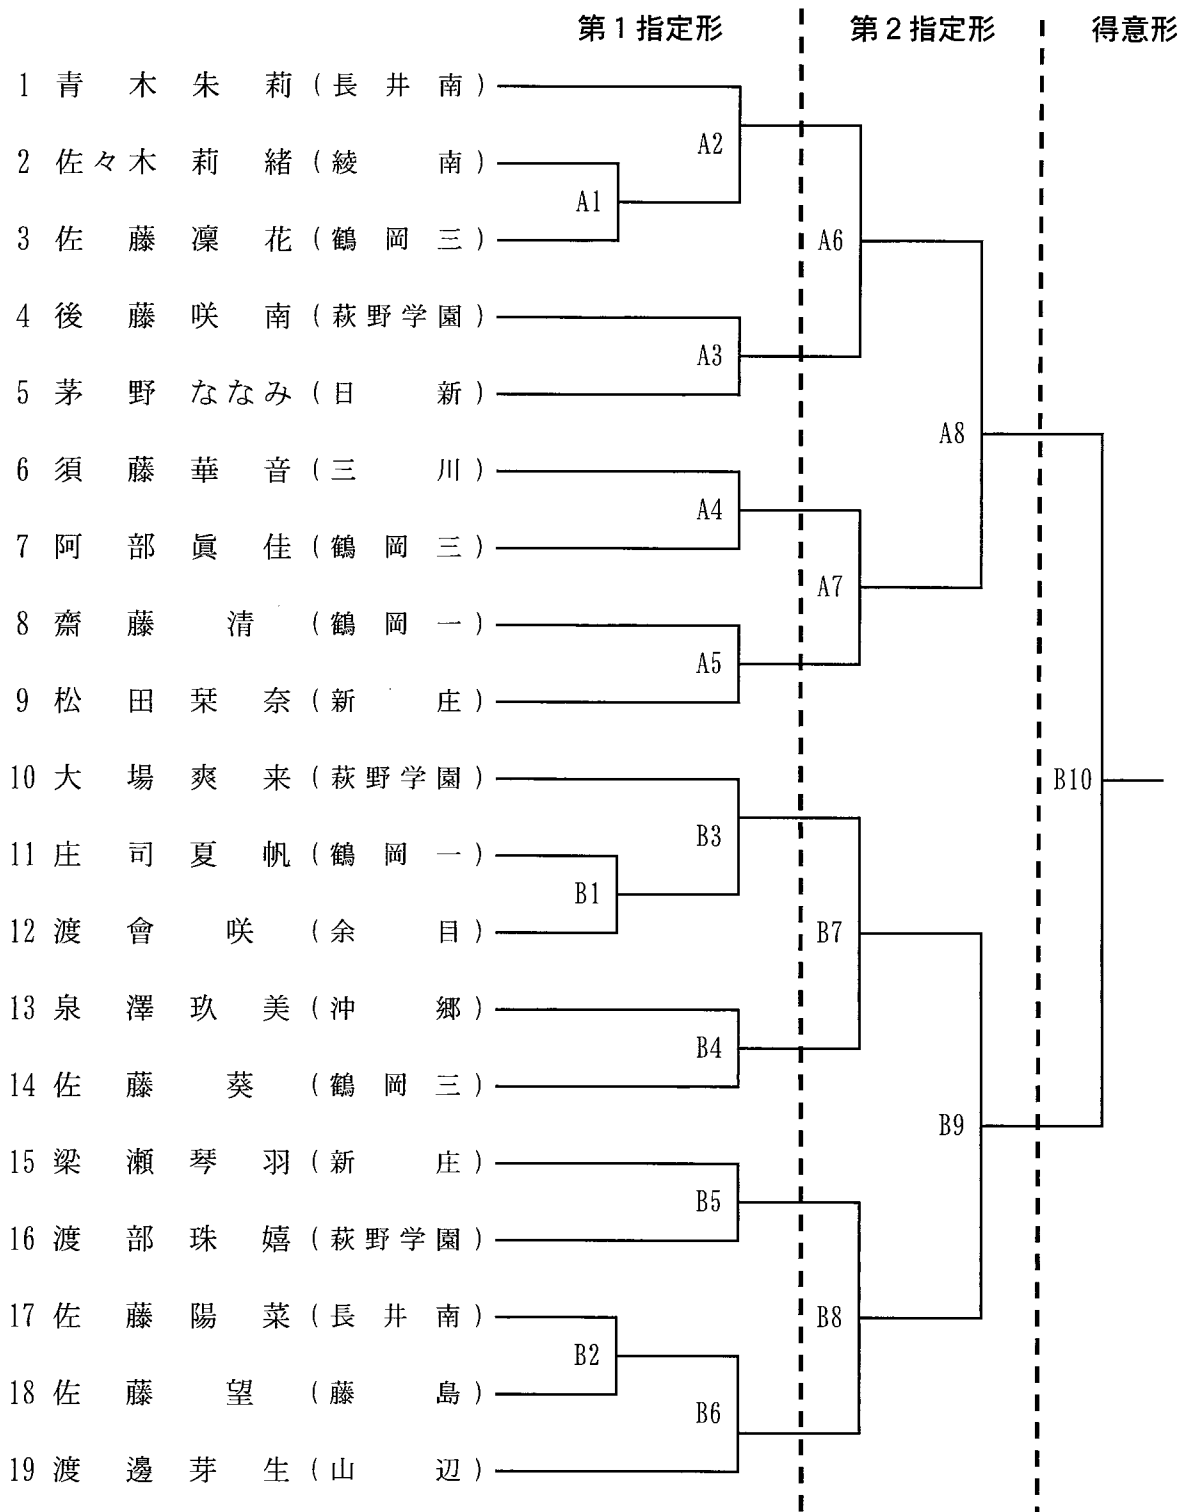 第１指定形 第２指定形 得意形
1 青木朱莉 (長井南)
A2
2 佐々木莉緒 (綾南)
A1
3 佐藤凜花 (鶴岡三) A6
4 後藤咲南 (萩野学園)
A3
5 茅野ななみ (日新)
A8
6 須藤華音 (三川)
A4
7 阿部眞佳 (鶴岡三)
A7
8 齋藤清 (鶴岡一)
A5
9 松田栞奈 (新庄)
10 大場爽来 (萩野学園) B10
B3
11 庄司夏帆 (鶴岡一)
B1
12 渡會咲 (余目) B7
13 泉澤玖美 (沖郷)
B4
14 佐藤葵 (鶴岡三)
B9
15 梁瀬琴羽 (新庄)
B5
16 渡部珠嬉 (萩野学園)
17 佐藤陽菜 (長井南) B8
B2
18 佐藤望 (藤島)
B6
19 渡邊芽生 (山辺)